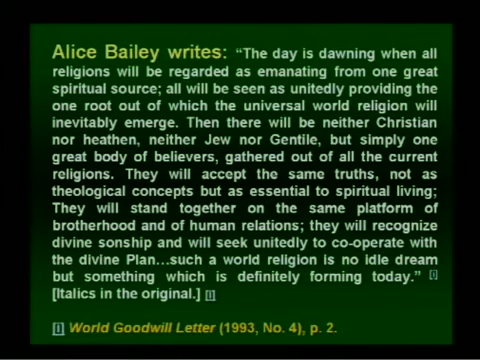 Alice Bailey writes: “The day is dawning when all
religions will be regarded as emanating from one great
spiritual source; all will be seen as unitedly providing the
one root out of which the universal world religion will
inevitably emerge. Then there will be neither Christian
nor heathen, neither Jew nor Gentile, but simply one
great body of believers, gathered out of all the current
religions. They will accept the same truths, not as
theological concepts but as essential to spiritual living;
They will stand together on the same platform of
brotherhood and of human relations; they will recognize
divine sonship and will seek unitedly to co-operate with
the divine Plan…such a world religion is no idle dream
but something which is definitely forming today.” [i]
[Italics in the original.] [i]
[i] World Goodwill Letter (1993, No. 4), p. 2.